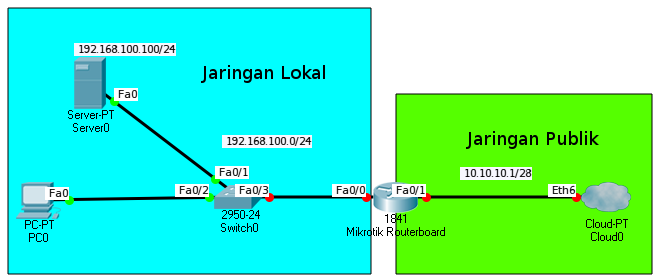 192.168.100.100/24
Jaringan Lokal
Fa0
Server-PT
Server0
192.168.100.0/24
Jaringan Publik
Fa0/1
10.10.10.1/28
Fa0
Fa0/2
Fa0/3
Fa0/0
Fa0/1
Eth6
PC-PT
PC0
2950-24
Switch0
1841
Mikrotik Routerboard
Cloud-PT
Cloud0